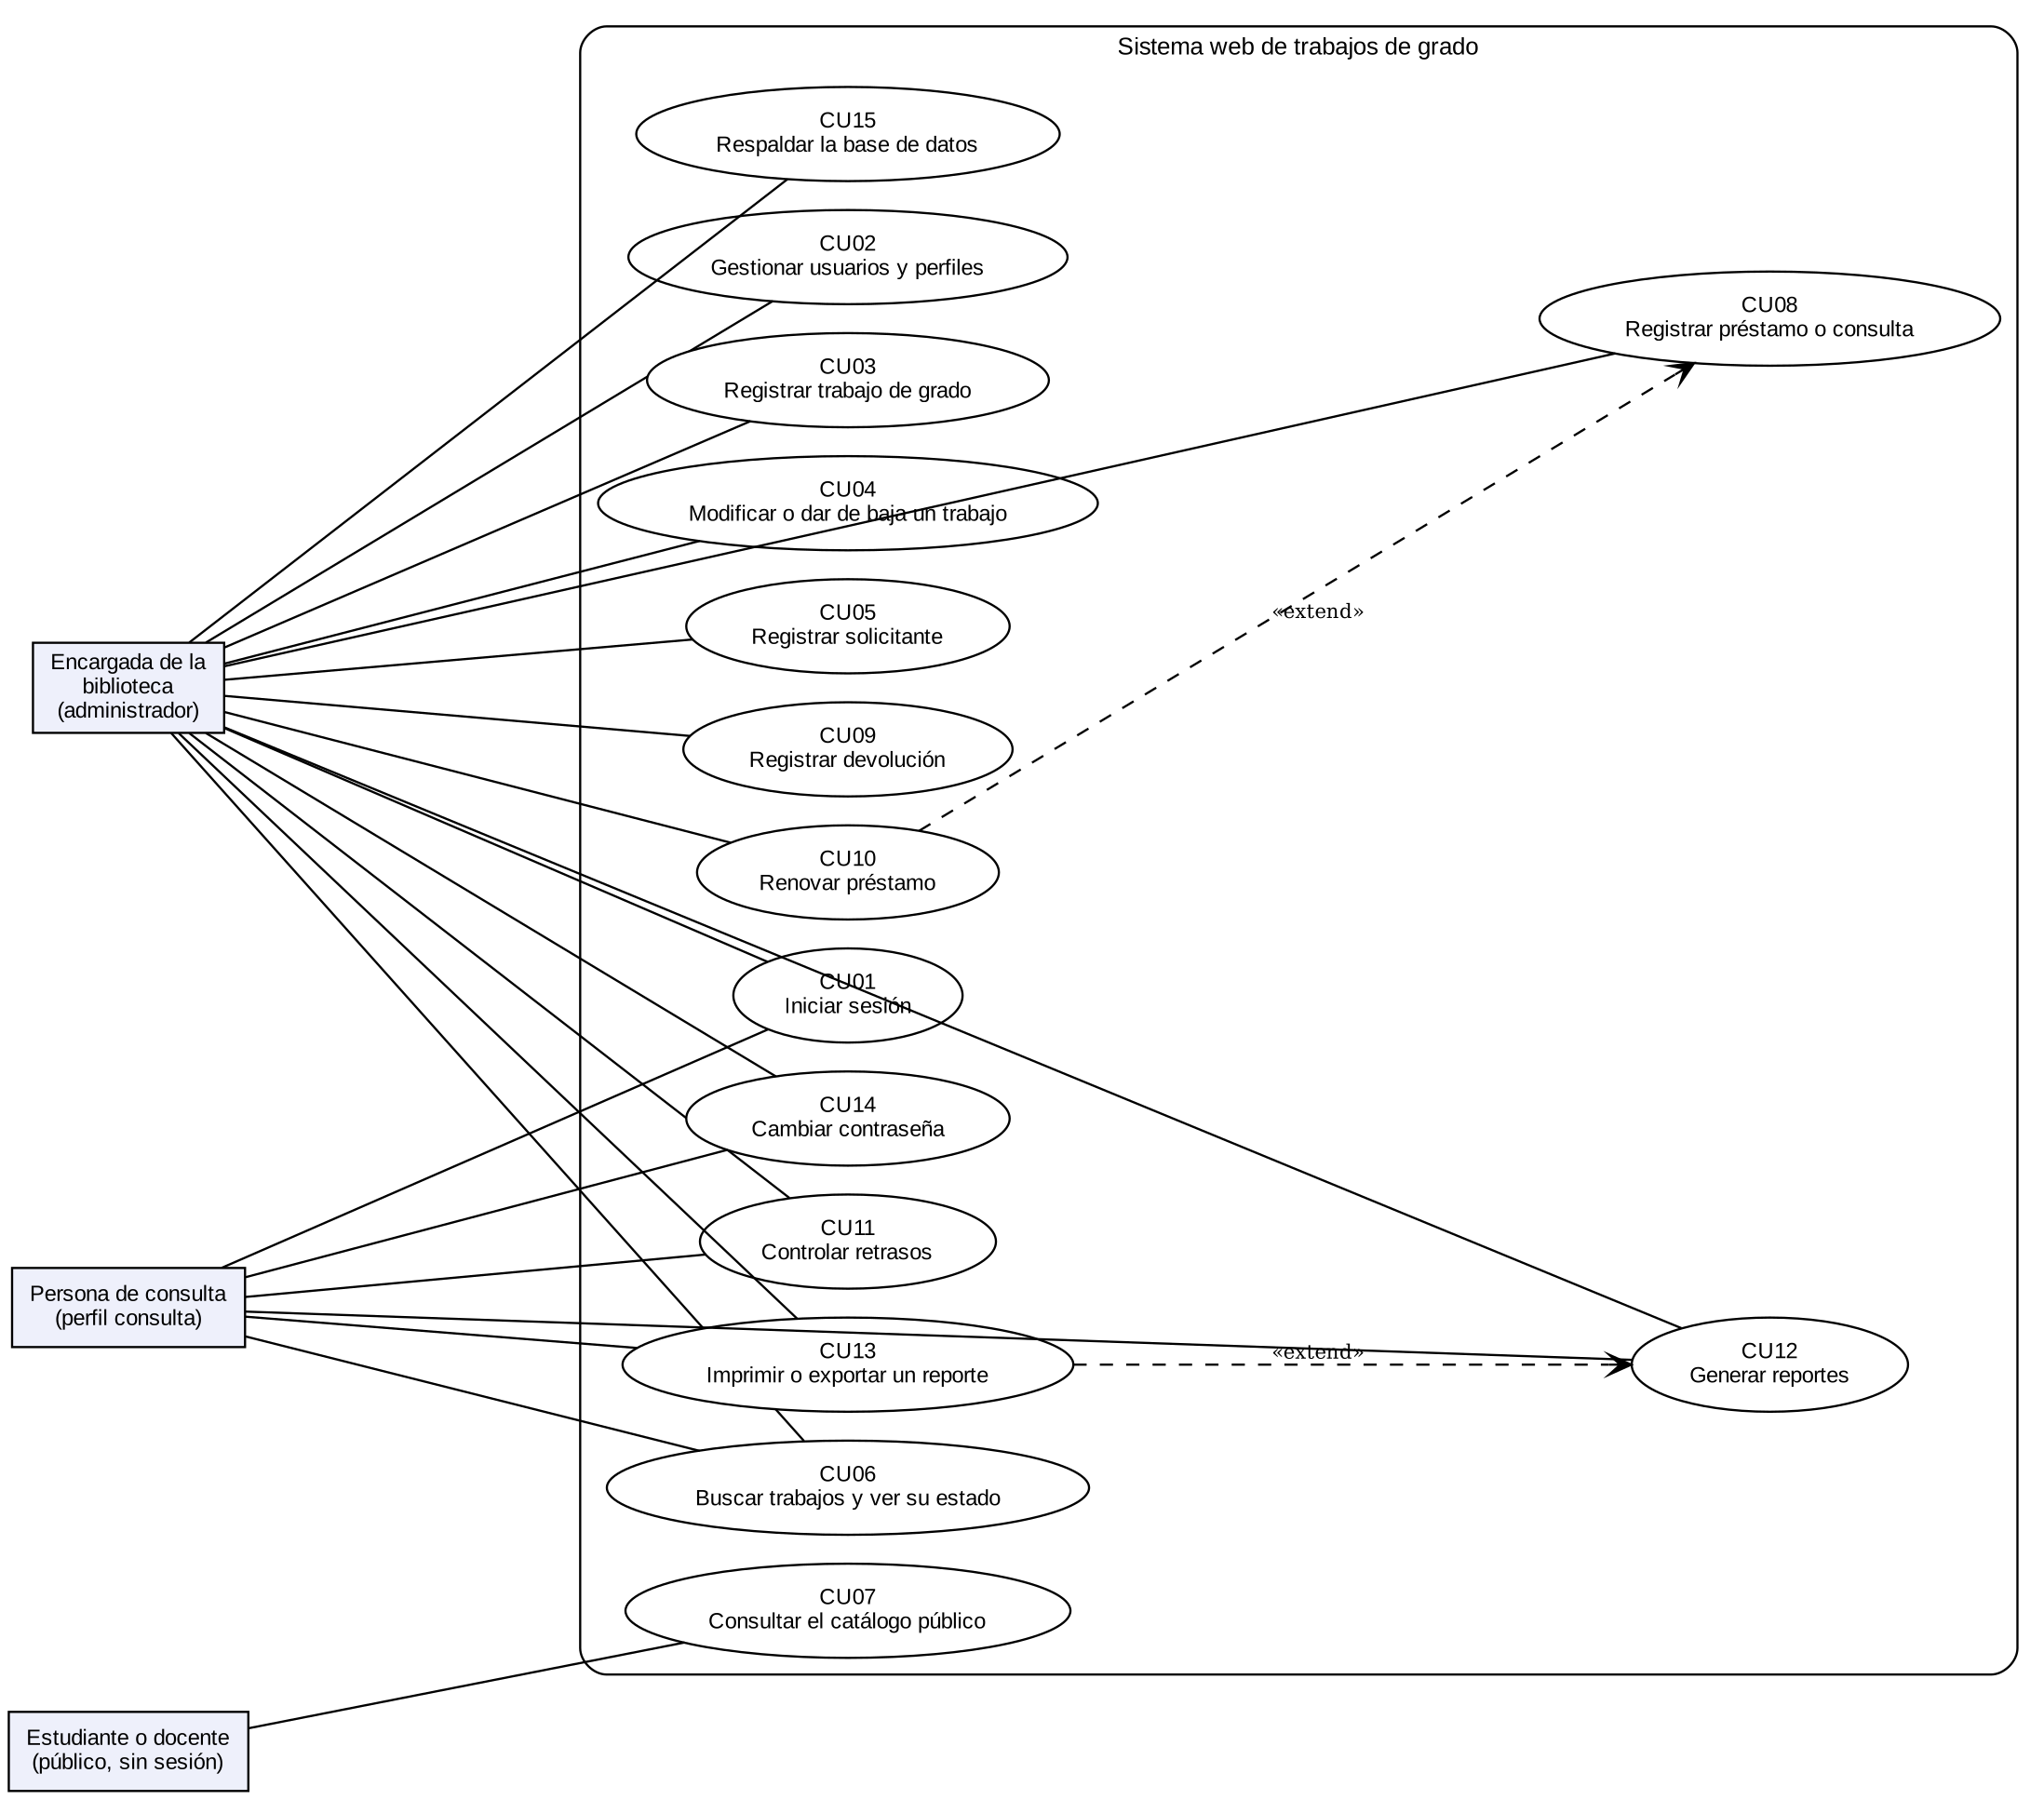 Sistema web de trabajos de grado
CU15
Respaldar la base de datos
CU02
Gestionar usuarios y perfiles
CU08
Registrar préstamo o consulta
CU03
Registrar trabajo de grado
CU04
Modificar o dar de baja un trabajo
CU05
Registrar solicitante
«extend»
Encargada de la
biblioteca
(administrador)
CU09
Registrar devolución
CU10
Renovar préstamo
CU01
Iniciar sesión
CU14
Cambiar contraseña
CU11
Controlar retrasos
Persona de consulta
(perfil consulta)
CU13
Imprimir o exportar un reporte
«extend»
CU12
Generar reportes
CU06
Buscar trabajos y ver su estado
CU07
Consultar el catálogo público
Estudiante o docente
(público, sin sesión)